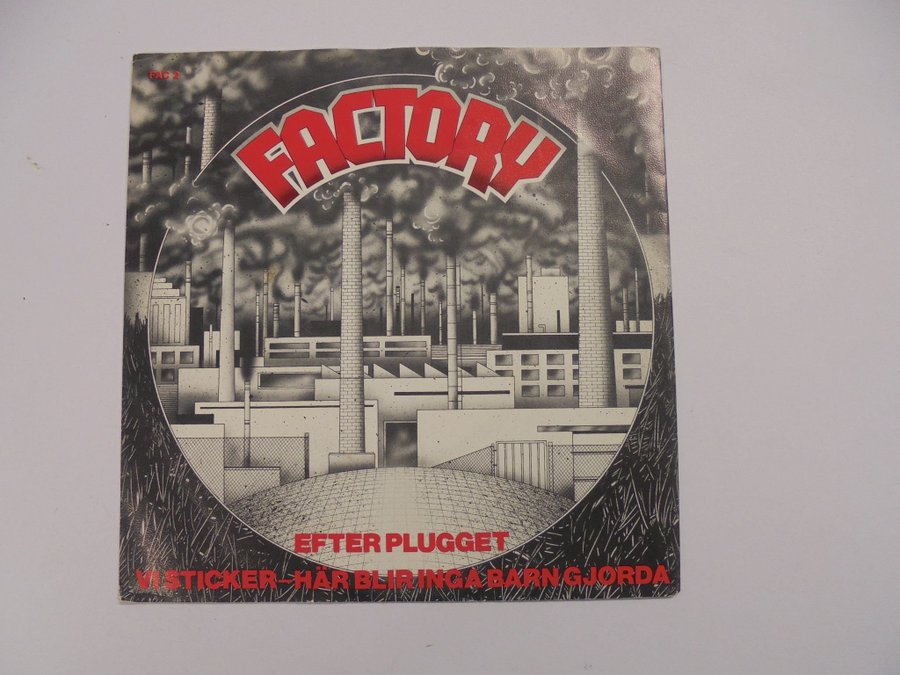 FAC 2
FACTORY
EFTER PLUGGET
VI STICKER – HÄR BLIR INGA BARN GJORDA